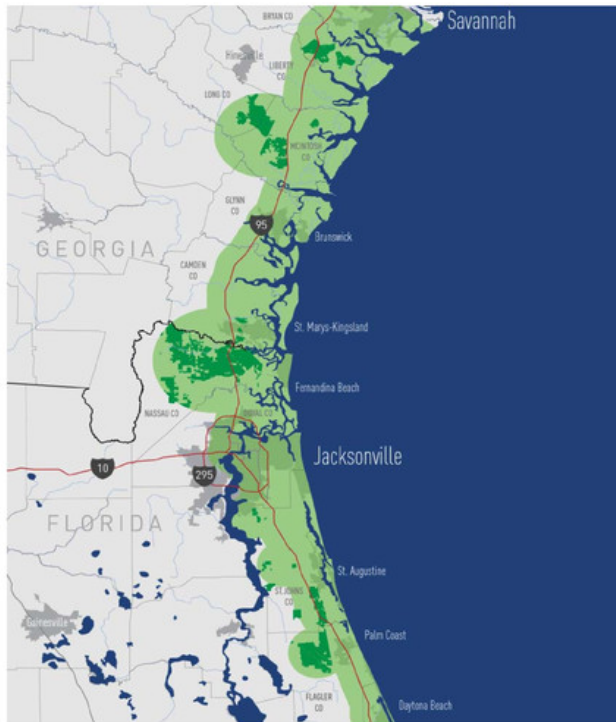 BRYAN CO
Savannah
Hinesville
LIBERTY
CO
LONG CO
MCINTOSH
CO
GLYNN
CO
95
GEORGIA
Brunswick
CAMDEN
CO
St. Marys-Kingsland
Fernandina Beach
NASSAU CO
DUVAL CO
Jacksonville
10
295
FLORIDA
St. Augustine
ST JOHNS
CO
Gainesville
Palm Coast
FLAGLER
CO
Daytona Beach